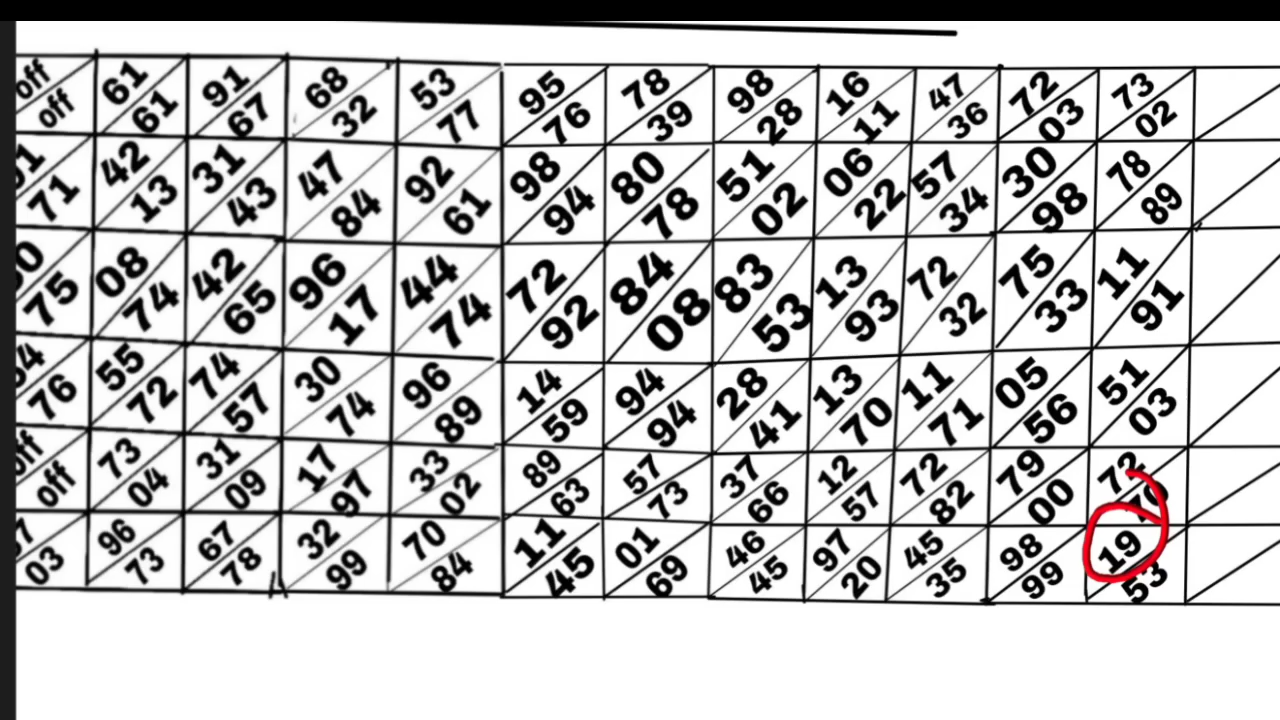 off 61 91 68 53 95 78 98 16 47 72 73
off 61 67 32 77 76 39 28 11 36 03 02
42 31 47 92 98 80 51 06 57 30 78
71 13 43 84 61 94 78 02 22 34 98 89
08 42 96 44 72 84 83 13 72 75 11
75 74 65 17 74 92 08 53 93 32 33 91
55 74 30 96 14 94 28 13 11 05 51
76 72 57 74 89 59 94 41 70 71 56 03
off 73 31 17 33 89 57 37 12 72 79 72
off 04 09 97 02 63 73 66 57 82 00
96 67 32 70 11 01 46 97 45 98 19
03 73 78 99 84 45 69 45 20 35 99 53